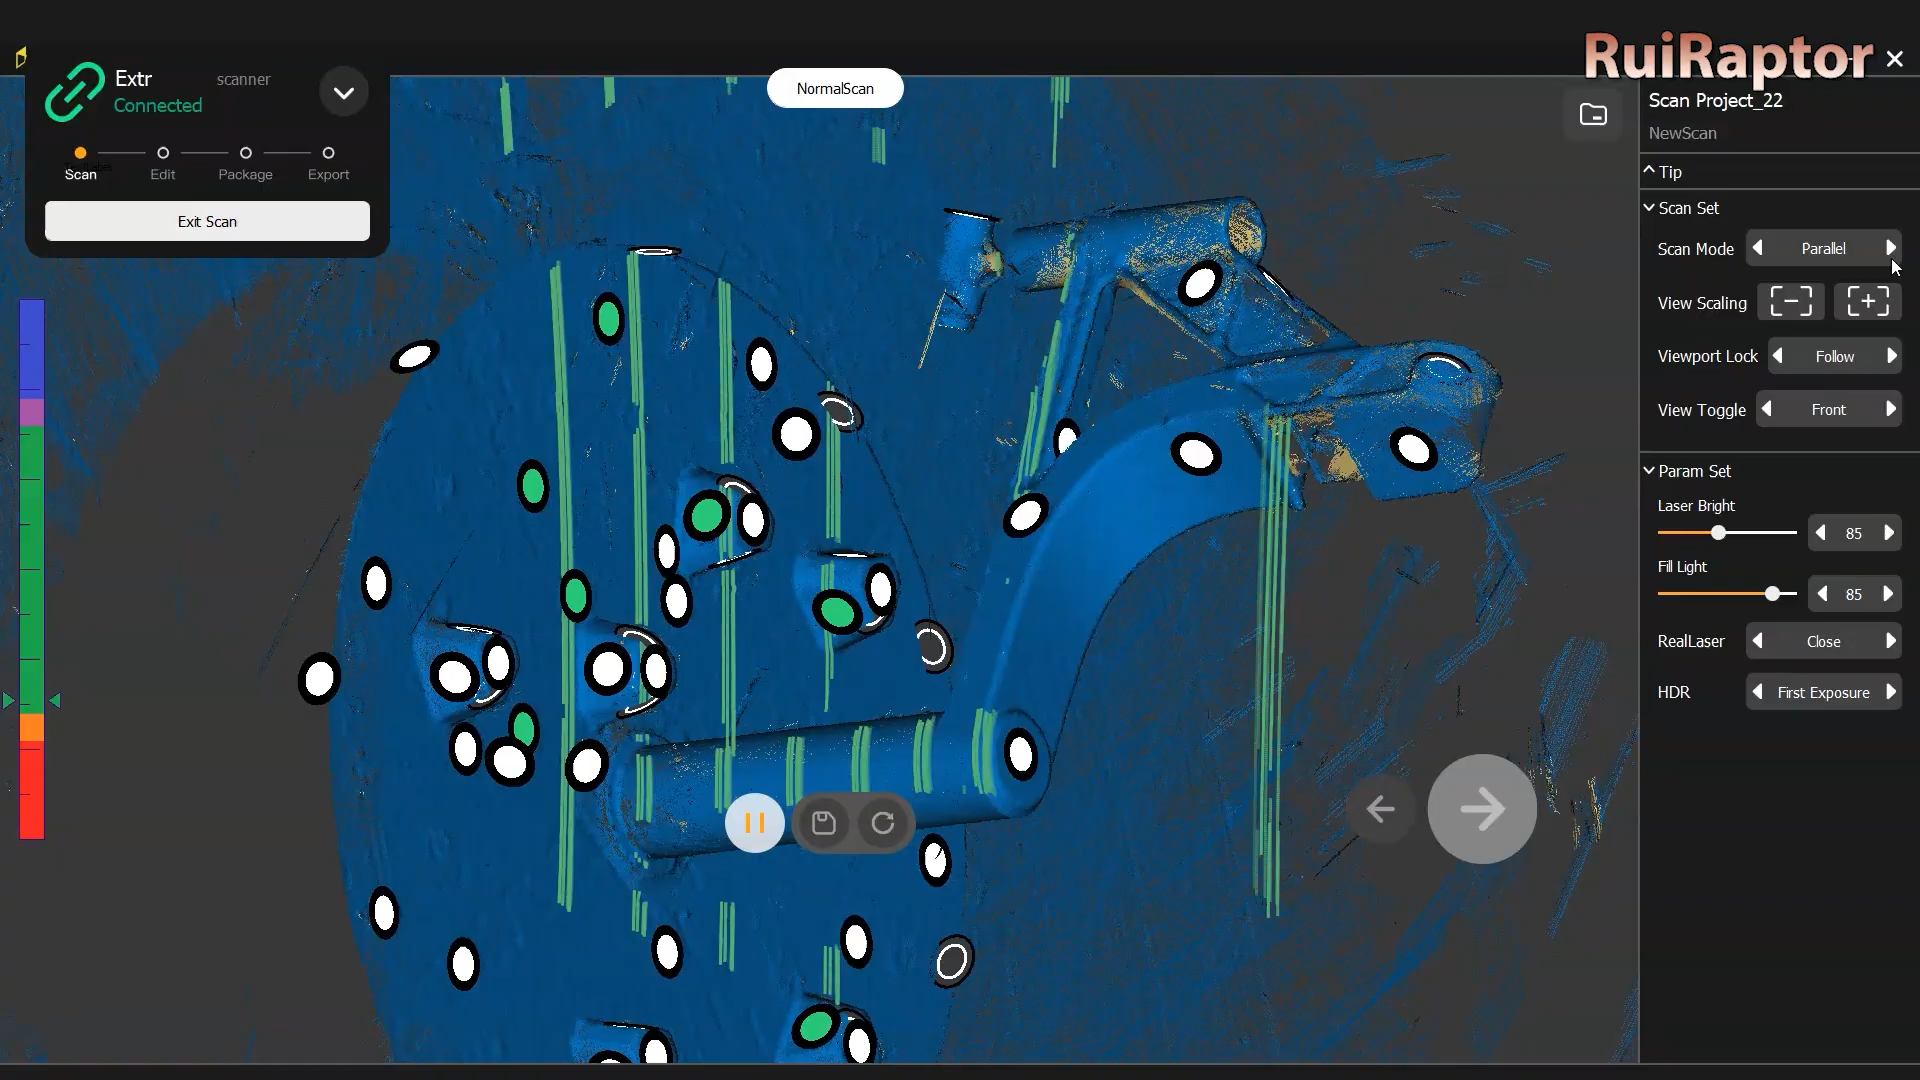 RuiRaptor
Extr scanner
Connected
Scan Edit Package Export
Exit Scan
NormalScan
Scan Project_22
NewScan
Tip
Scan Set
Scan Mode Parallel
View Scaling
Viewport Lock Follow
View Toggle Front
Param Set
Laser Bright
85
Fill Light
85
RealLaser Close
HDR First Exposure